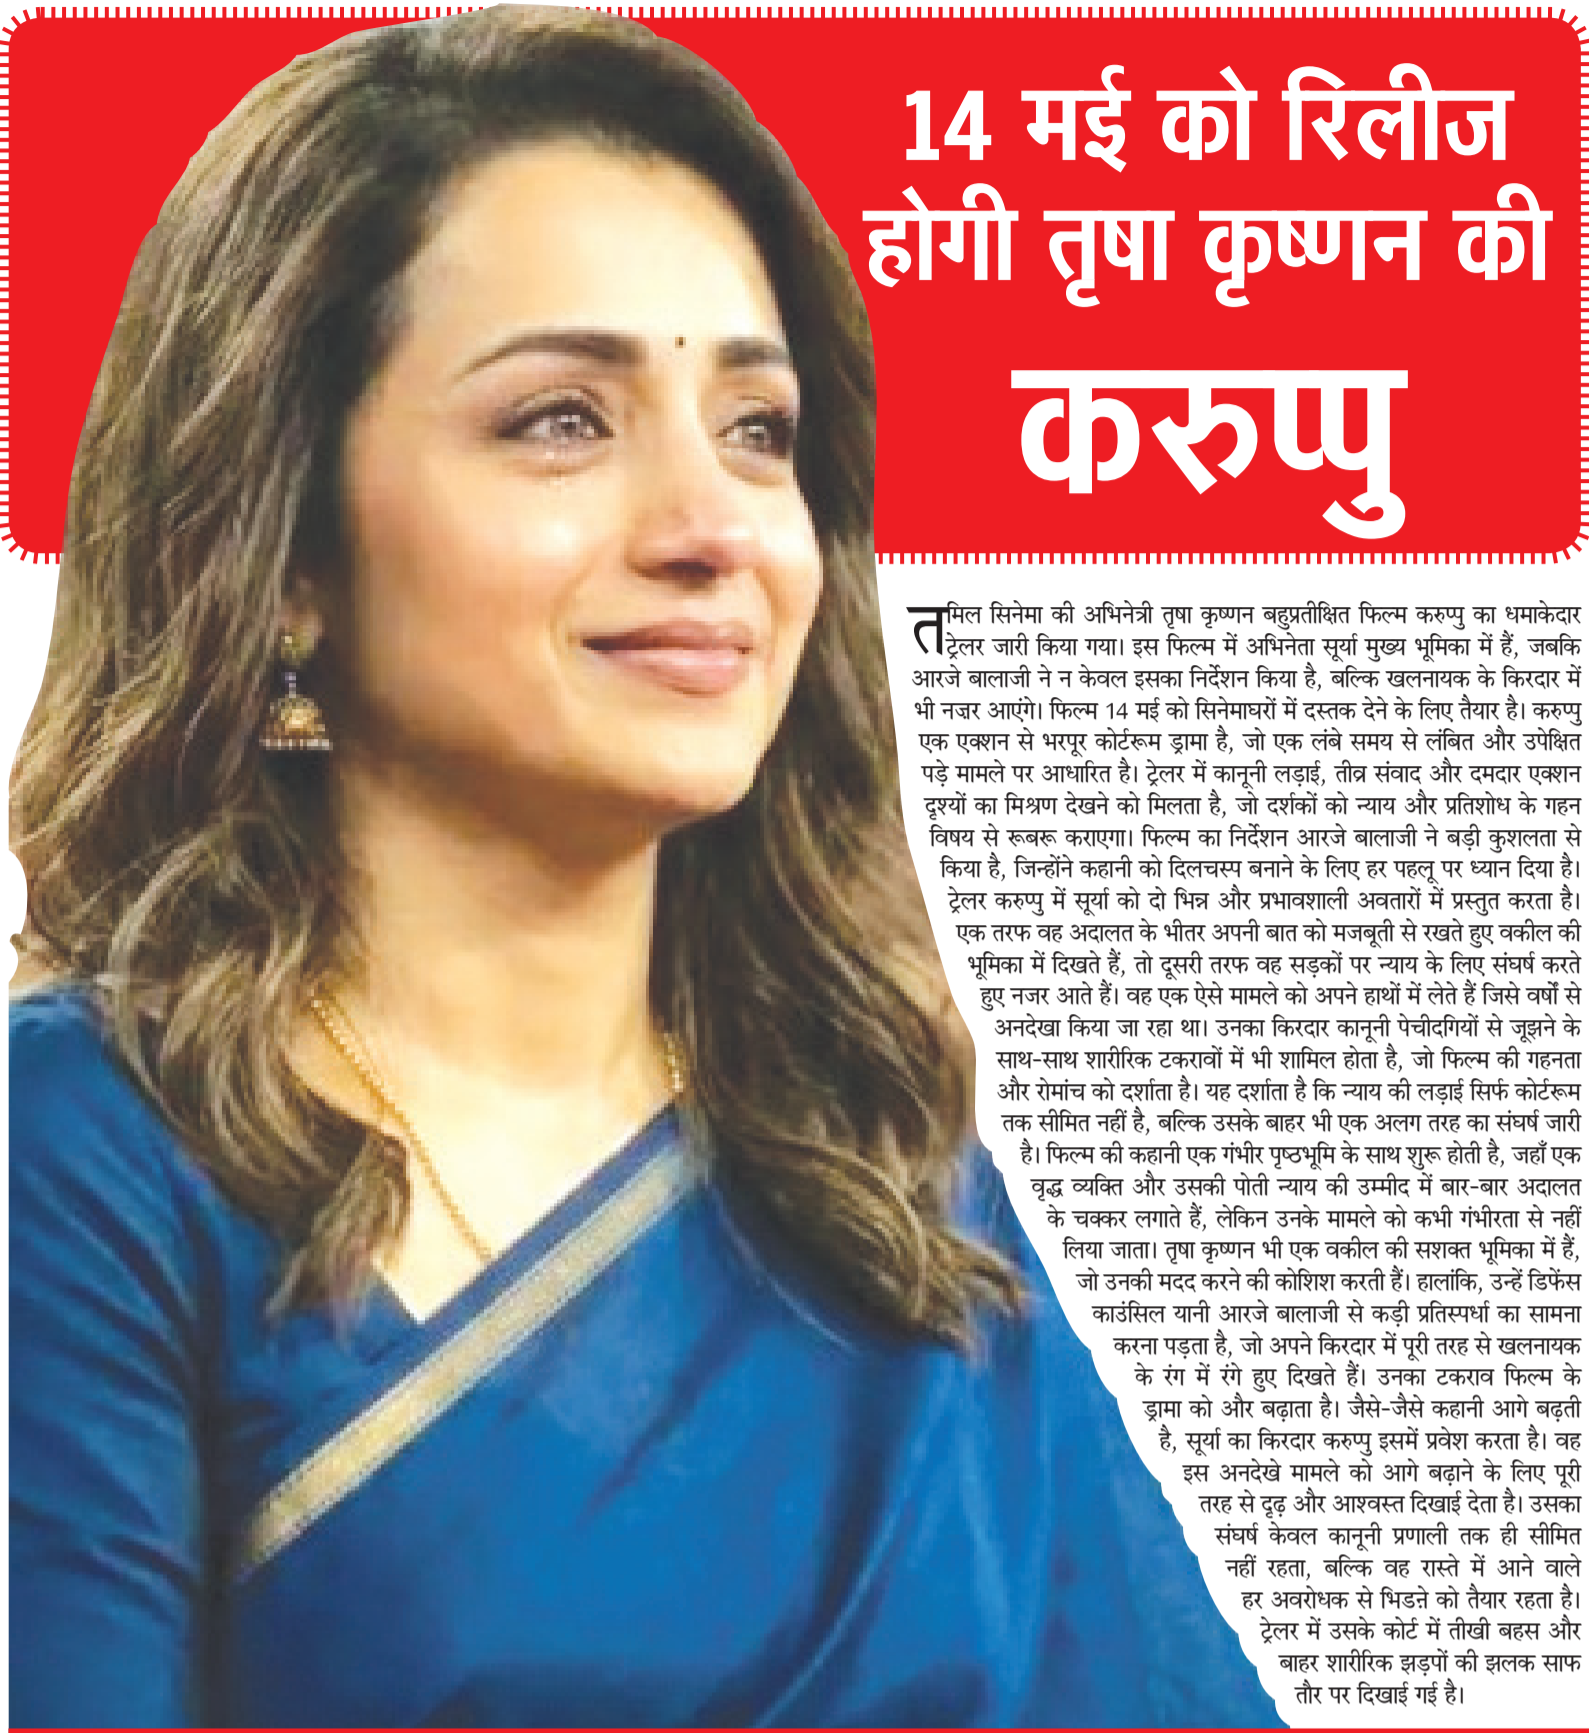 14 मई को रिलीज
होगी तृषा कृष्णन की
करुप्पु
तमिल सिनेमा की अभिनेत्री तृषा कृष्णन बहुप्रतीक्षित फिल्म करुप्पु का धमाकेदार
ट्रेलर जारी किया गया। इस फिल्म में अभिनेता सूर्या मुख्य भूमिका में हैं, जबकि
आरजे बालाजी ने न केवल इसका निर्देशन किया है, बल्कि खलनायक के किरदार में
भी नजर आएंगे। फिल्म 14 मई को सिनेमाघरों में दस्तक देने के लिए तैयार है। करुप्पु
एक एक्शन से भरपूर कोर्टरूम ड्रामा है, जो एक लंबे समय से लंबित और उपेक्षित
पड़े मामले पर आधारित है। ट्रेलर में कानूनी लड़ाई, तीव्र संवाद और दमदार एक्शन
दृश्यों का मिश्रण देखने को मिलता है, जो दर्शकों को न्याय और प्रतिशोध के गहन
विषय से रूबरू कराएगा। फिल्म का निर्देशन आरजे बालाजी ने बड़ी कुशलता से
किया है, जिन्होंने कहानी को दिलचस्प बनाने के लिए हर पहलू पर ध्यान दिया है।
ट्रेलर करुप्पु में सूर्या को दो भिन्न और प्रभावशाली अवतारों में प्रस्तुत करता है।
एक तरफ वह अदालत के भीतर अपनी बात को मजबूती से रखते हुए वकील की
भूमिका में दिखते हैं, तो दूसरी तरफ वह सड़कों पर न्याय के लिए संघर्ष करते
हुए नजर आते हैं। वह एक ऐसे मामले को अपने हाथों में लेते हैं जिसे वर्षों से
अनदेखा किया जा रहा था। उनका किरदार कानूनी पेचीदगियों से जूझने के
साथ-साथ शारीरिक टकरावों में भी शामिल होता है, जो फिल्म की गहनता
और रोमांच को दर्शाता है। यह दर्शाता है कि न्याय की लड़ाई सिर्फ कोर्टरूम
तक सीमित नहीं है, बल्कि उसके बाहर भी एक अलग तरह का संघर्ष जारी
है। फिल्म की कहानी एक गंभीर पृष्ठभूमि के साथ शुरू होती है, जहाँ एक
वृद्ध व्यक्ति और उसकी पोती न्याय की उम्मीद में बार-बार अदालत
के चक्कर लगाते हैं, लेकिन उनके मामले को कभी गंभीरता से नहीं
लिया जाता। तृषा कृष्णन भी एक वकील की सशक्त भूमिका में हैं,
जो उनकी मदद करने की कोशिश करती हैं। हालांकि, उन्हें डिफेंस
काउंसिल यानी आरजे बालाजी से कड़ी प्रतिस्पर्धा का सामना
करना पड़ता है, जो अपने किरदार में पूरी तरह से खलनायक
के रंग में रंगे हुए दिखते हैं। उनका टकराव फिल्म के
ड्रामा को और बढ़ाता है। जैसे-जैसे कहानी आगे बढ़ती
है, सूर्या का किरदार करुप्पु इसमें प्रवेश करता है। वह
इस अनदेखे मामले को आगे बढ़ाने के लिए पूरी
तरह से दृढ़ और आश्वस्त दिखाई देता है। उसका
संघर्ष केवल कानूनी प्रणाली तक ही सीमित
नहीं रहता, बल्कि वह रास्ते में आने वाले
हर अवरोधक से भिडऩे को तैयार रहता है।
ट्रेलर में उसके कोर्ट में तीखी बहस और
बाहर शारीरिक झड़पों की झलक साफ
तौर पर दिखाई गई है।